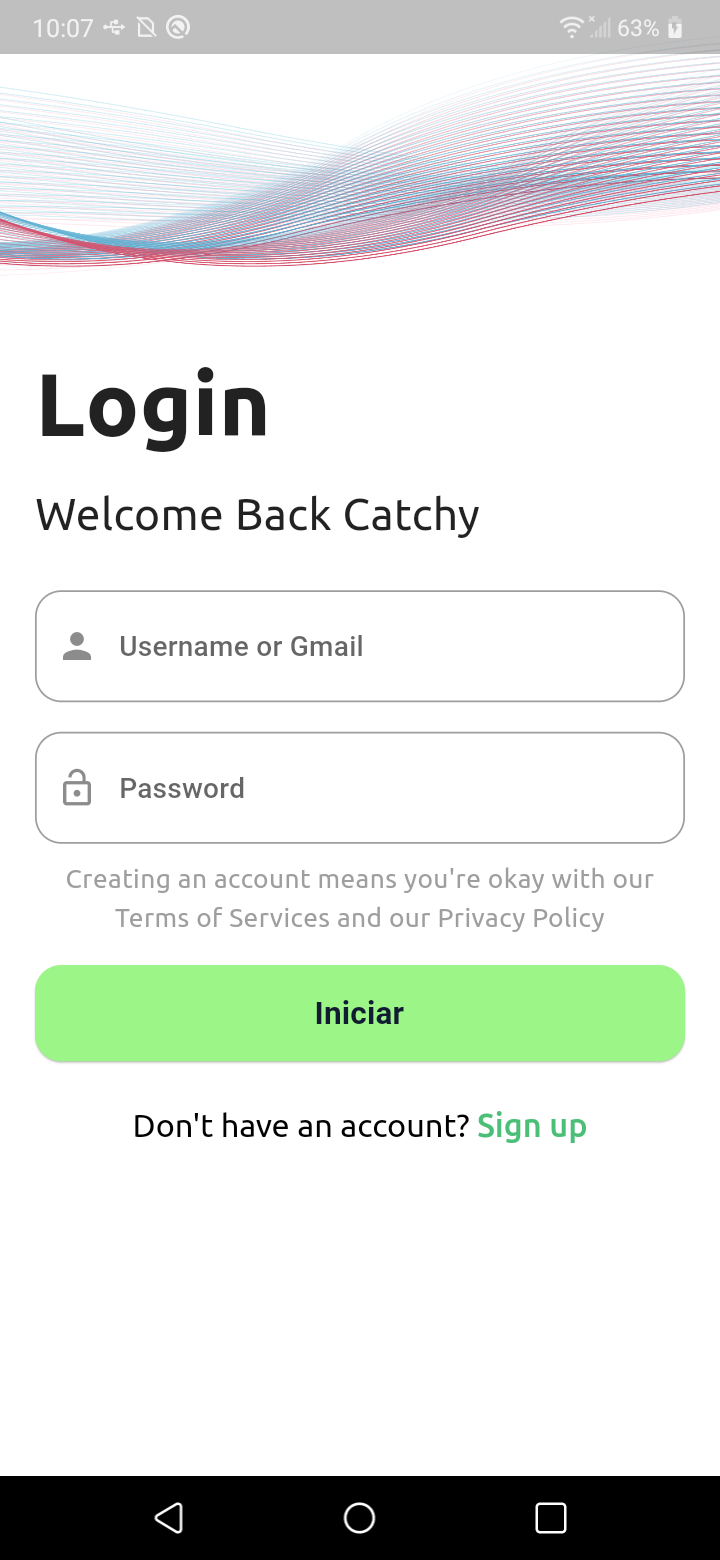 10:07 63%
Login
Welcome Back Catchy
Username or Gmail
Password
Creating an account means you're okay with our
Terms of Services and our Privacy Policy
Iniciar
Don't have an account? Sign up